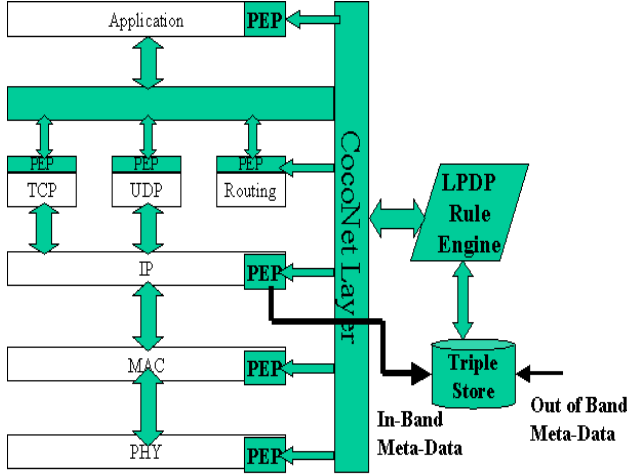 Application PEP
PEP PEP PEP
TCP UDP Routing
IP PEP
MAC PEP
PHY PEP
CocoNet Layer
LPDP
Rule
Engine
Triple
Store
In-Band
Meta-Data
Out of Band
Meta-Data